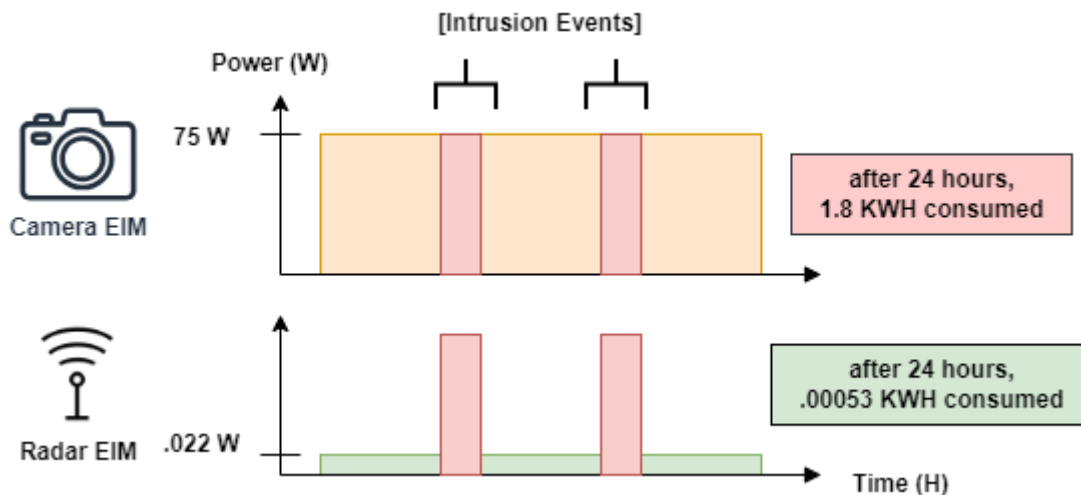 [Intrusion Events]
Power (W)
75 W
Camera EIM
after 24 hours,
1.8 KWH consumed
after 24 hours,
.00053 KWH consumed
.022 W
Radar EIM
Time (H)